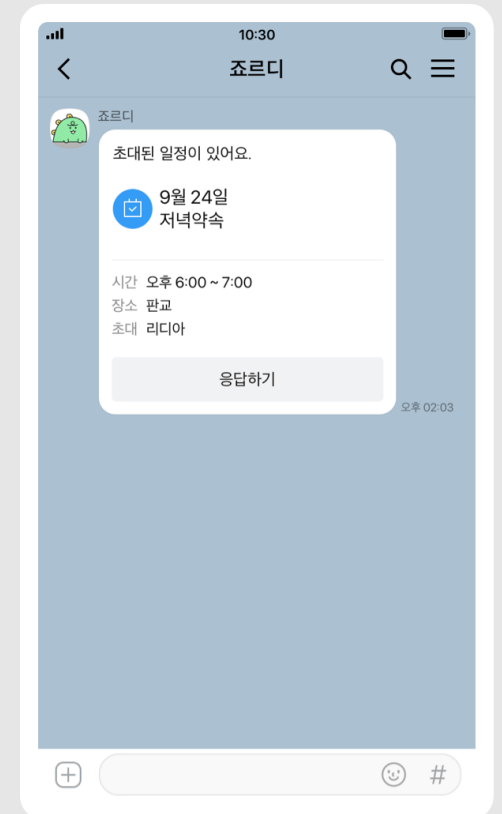 10:30
죠르디
죠르디
초대된 일정이 있어요.
9월 24일
저녁약속
시간 오후 6:00 ~ 7:00
장소 판교
초대 리디아
응답하기
오후 02:03
#